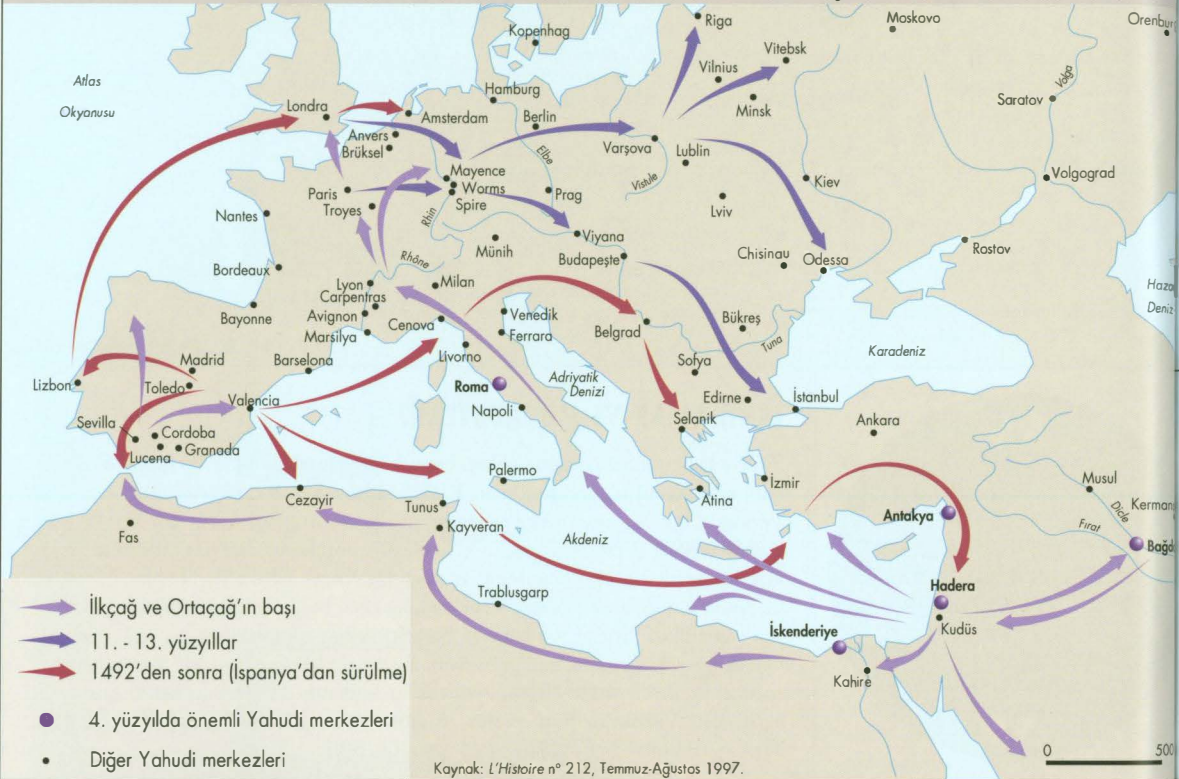 Riga
Moskovo
Orenburg
Kopenhag
Vitebsk
Vilnius
Atlas
Okyanusu
Hamburg
Minsk
Saratov
Volga
Londra
Amsterdam
Berlin
Anvers
Brüksel
Varşova
Elbe
Lublin
Mayence
Worms
Spire
Paris
Troyes
Prag
Vistule
Kiev
Volgograd
Nantes
Rhin
Lviv
Münih
Viyana
Budapeşte
Chisinau
Odessa
Rostov
Bordeaux
Rhône
Lyon
Milan
Carpentras
Avignon
Marsilya
Bayonne
Cenova
Venedik
Ferrara
Belgrad
Bükreş
Tuna
Hazar
Deniz
Madrid
Barselona
Livorno
Sofya
Karadeniz
Lizbon
Toledo
Valencia
Roma
Adriyatik
Denizi
Edirne
İstanbul
Napoli
Selanik
Ankara
Sevilla
Cordoba
Lucena
Granada
Palermo
Atina
İzmir
Musul
Cezayir
Tunus
Kayveran
Antakya
Dicle
Kerman
Fas
Akdeniz
Fırat
Bağd
Trablusgarp
Hadera
Kudüs
İskenderiye
Kahire
İlkçağ ve Ortaçağ'ın başı
11. - 13. yüzyıllar
1492'den sonra (İspanya'dan sürülme)
4. yüzyılda önemli Yahudi merkezleri
Diğer Yahudi merkezleri
Kaynak: L'Histoire n° 212, Temmuz-Ağustos 1997.
0 500